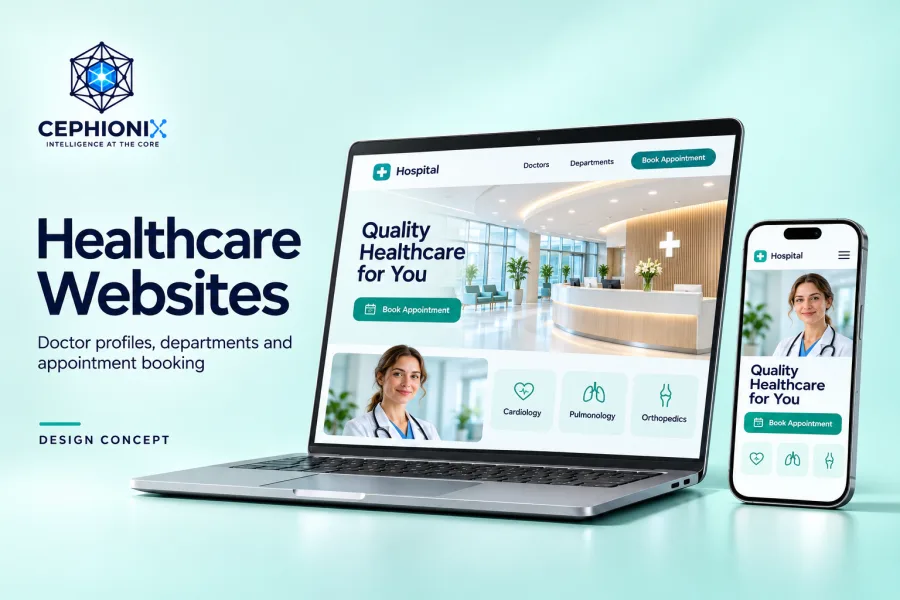 CEPHIONIX
INTELLIGENCE AT THE CORE
Healthcare
Websites
Doctor profiles, departments and
appointment booking
DESIGN CONCEPT
Hospital
Doctors
Departments
Book Appointment
Quality
Healthcare
for You
Book Appointment
Cardiology
Pulmonology
Orthopedics
Hospital
Quality
Healthcare
for You
Book Appointment